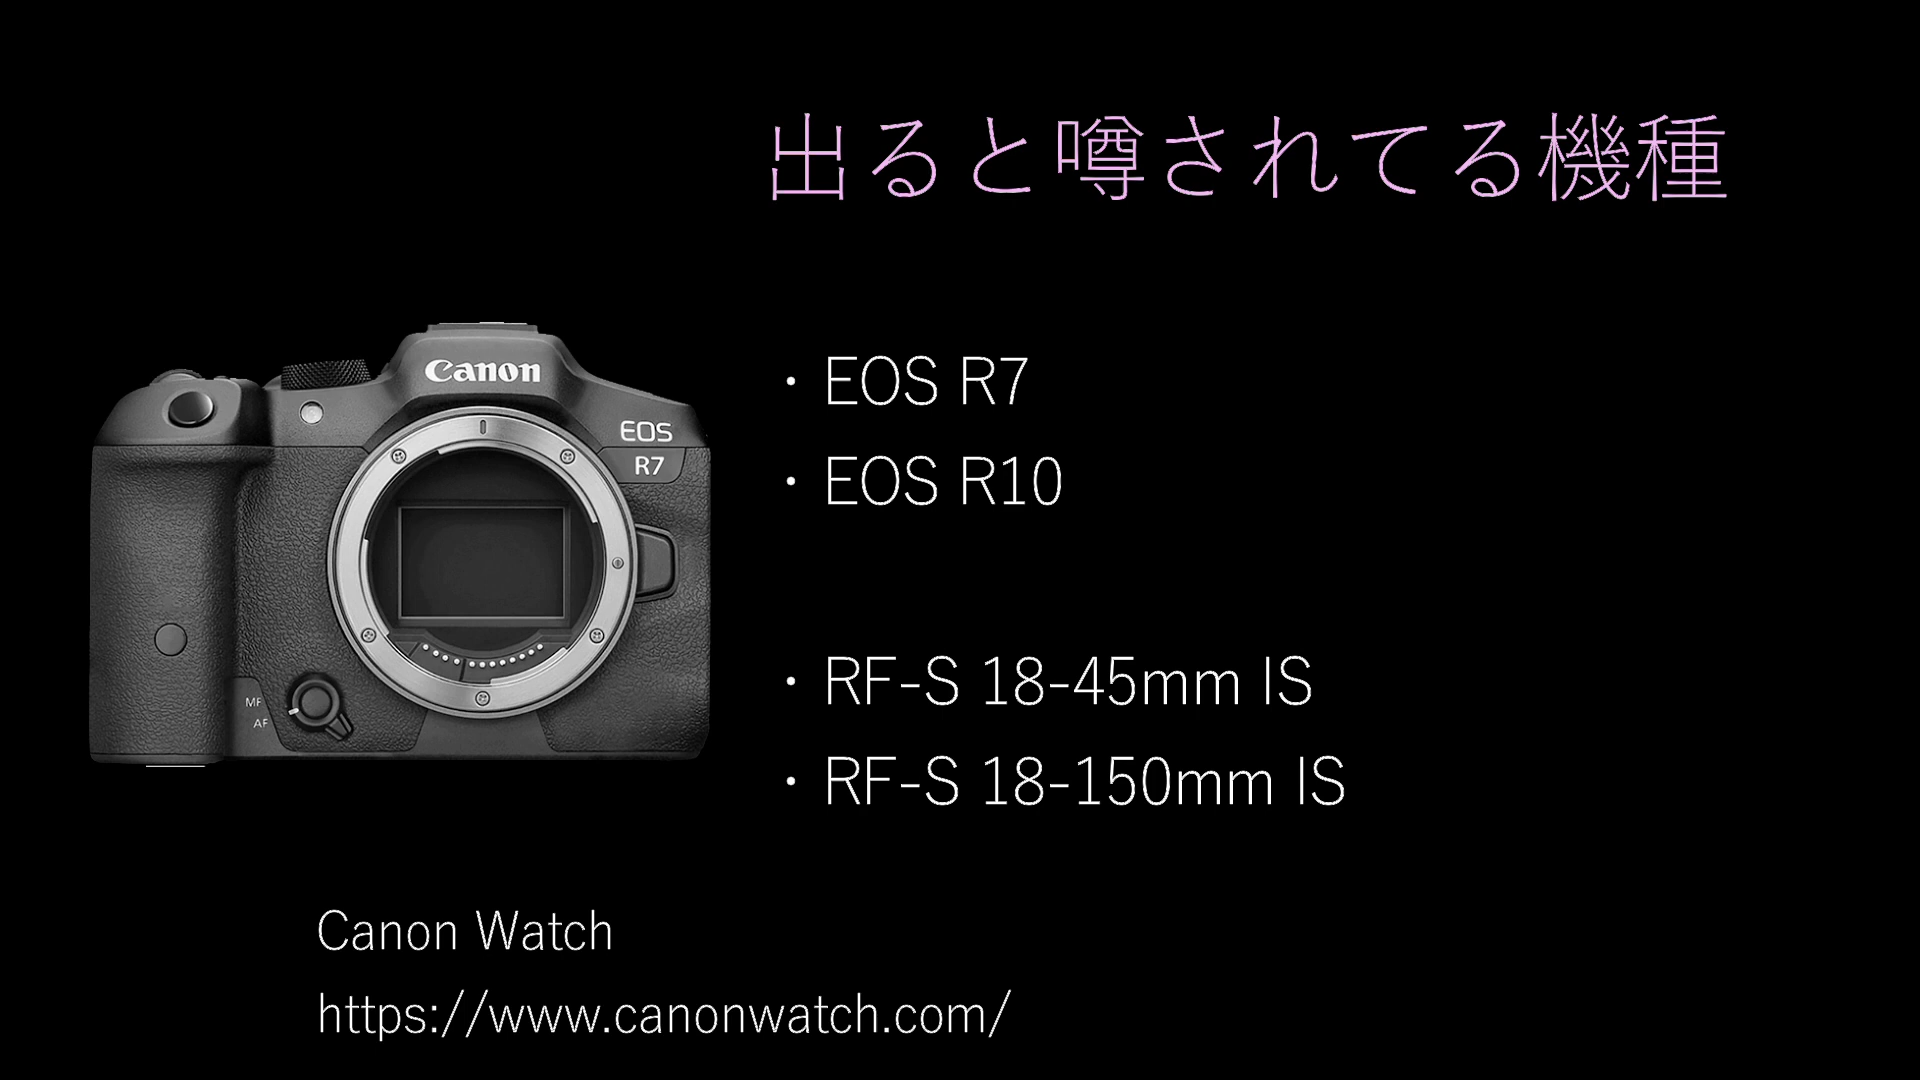 出ると噂されてる機種
Canon
EOS
R7
MF
AF
・EOS R7
・EOS R10
・RF-S 18-45mm IS
・RF-S 18-150mm IS
Canon Watch
https://www.canonwatch.com/